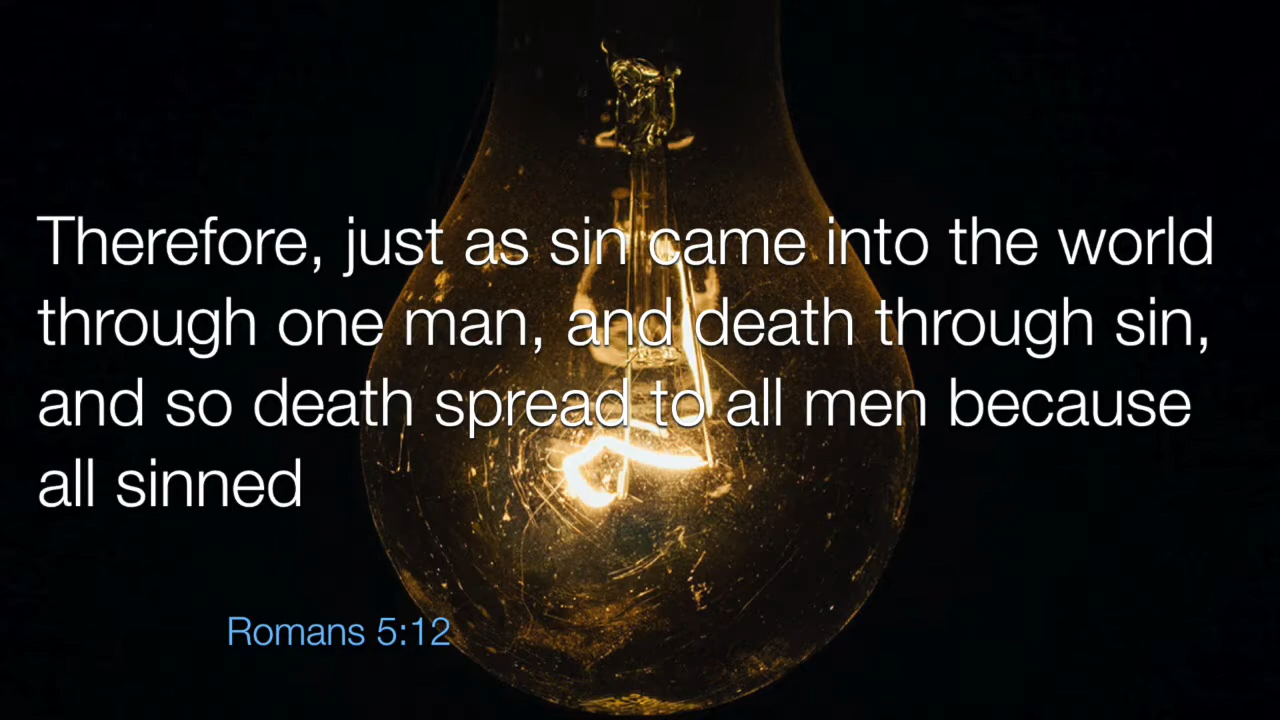 Therefore, just as sin came into the world
through one man, and death through sin,
and so death spread to all men because
all sinned
Romans 5:12